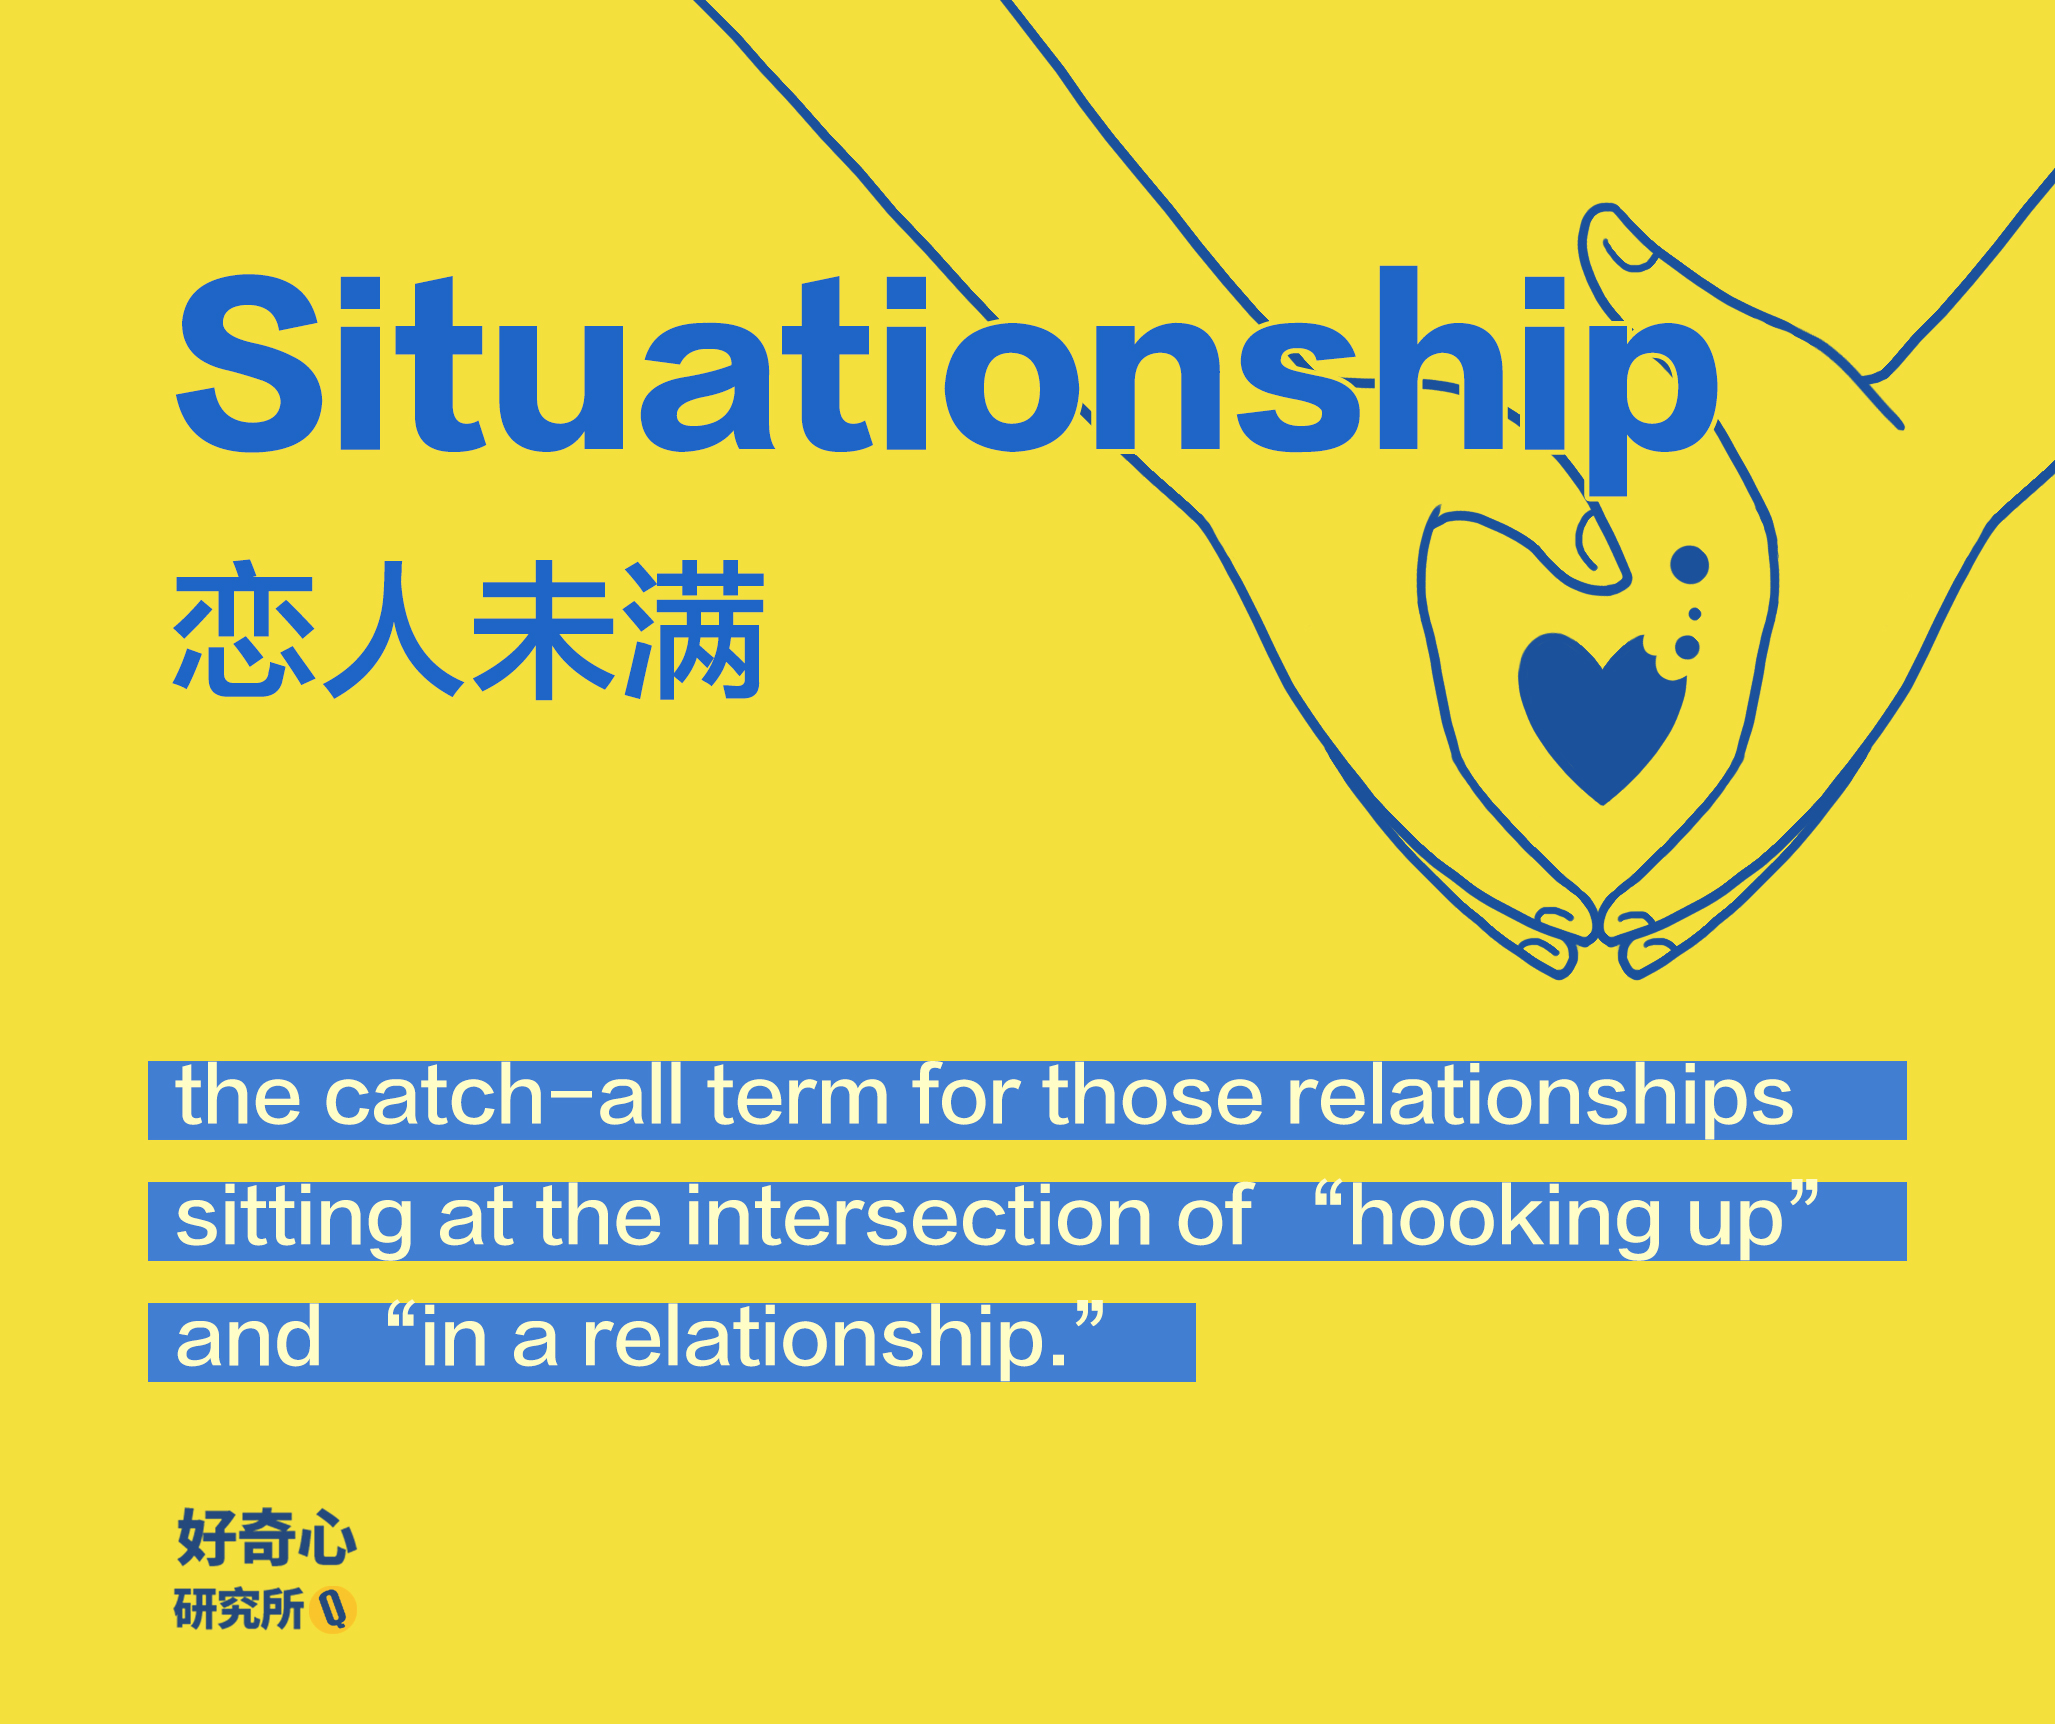 Situationship
恋人未满
the catch-all term for those relationships
sitting at the intersection of “hooking up”
and “in a relationship.”
好奇心
研究所 Q